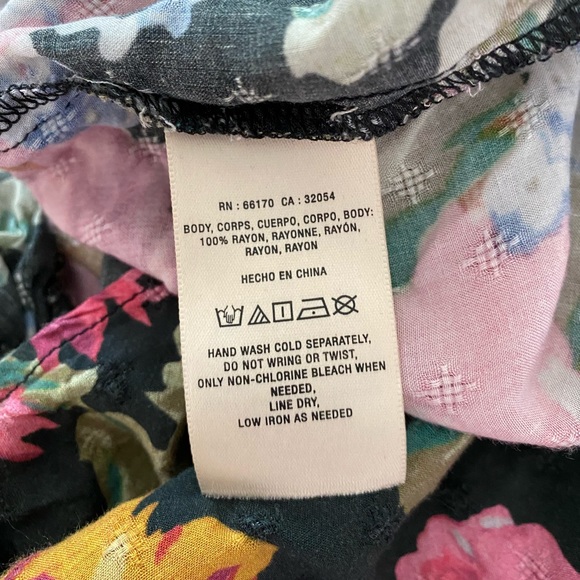 RN : 66170 CA : 32054
BODY, CORPS, CUERPO, CORPO, BODY:
100% RAYON, RAYONNE, RAYÓN,
RAYON, RAYON
HECHO EN CHINA
HAND WASH COLD SEPARATELY,
DO NOT WRING OR TWIST,
ONLY NON-CHLORINE BLEACH WHEN
NEEDED,
LINE DRY,
LOW IRON AS NEEDED